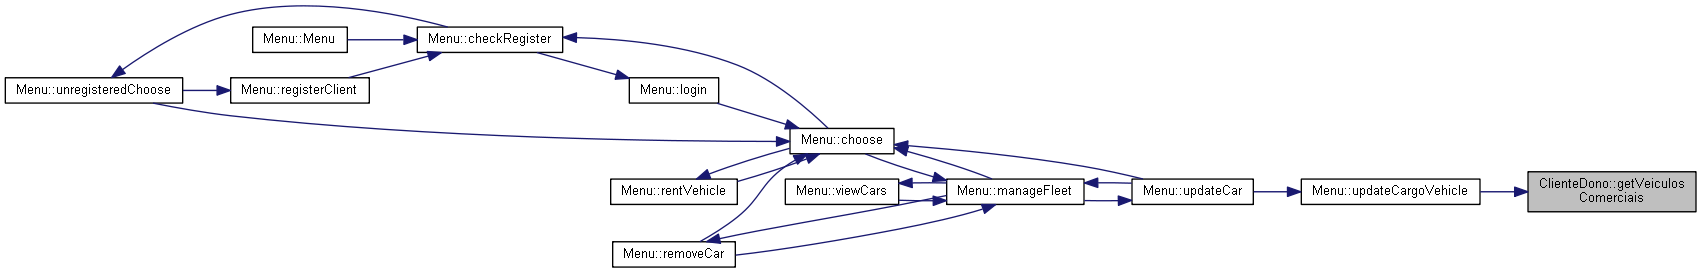 Menu::checkRegister
Menu::Menu
Menu::unregisteredChoose
Menu::registerClient
Menu::login
Menu::choose
Menu::rentVehicle
Menu::viewCars
Menu::manageFleet
Menu::updateCar
Menu::updateCargoVehicle
ClienteDono::getVeiculos
Comerciais
Menu::removeCar